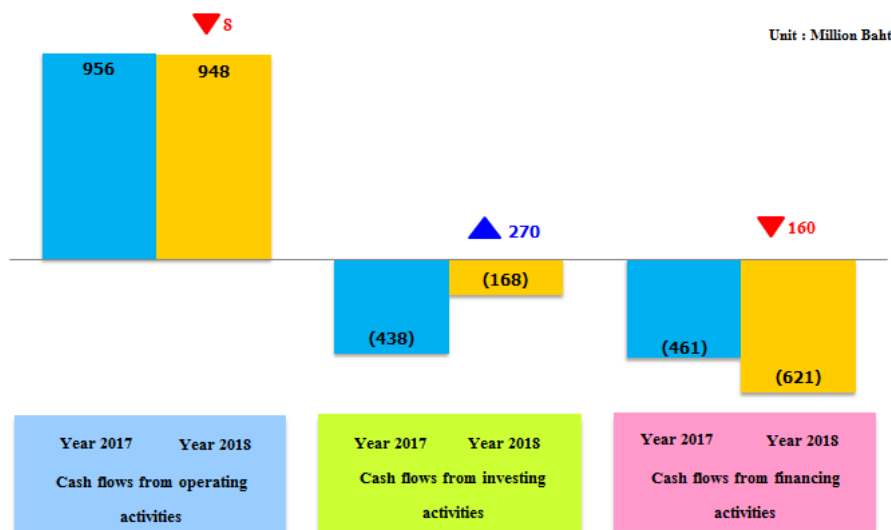 8
Unit : Million Baht
956 948
270
160
(438) (168) (461) (621)
Year 2017 Year 2018
Cash flows from operating
activities
Year 2017 Year 2018
Cash flows from investing
activities
Year 2017 Year 2018
Cash flows from financing
activities